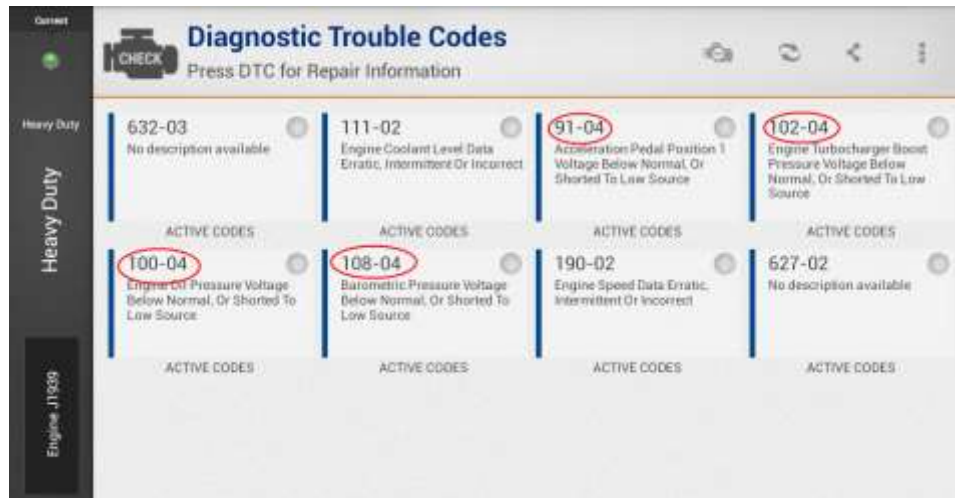 Current
Diagnostic Trouble Codes
CHECK
Press DTC for Repair Information
Heavy Duty
Heavy Duty
Engine J1939
632-03
No description available
ACTIVE CODES
111-02
Engine Coolant Level Data
Erratic, Intermittent Or Incorrect
ACTIVE CODES
91-04
Acceleration Pedal Position 1
Voltage Below Normal, Or
Shorted To Low Source
ACTIVE CODES
102-04
Engine Turbocharger Boost
Pressure Voltage Below
Normal, Or Shorted To Low
Source
ACTIVE CODES
100-04
Engine Oil Pressure Voltage
Below Normal, Or Shorted To
Low Source
ACTIVE CODES
108-04
Barometric Pressure Voltage
Below Normal, Or Shorted To
Low Source
ACTIVE CODES
190-02
Engine Speed Data Erratic,
Intermittent Or Incorrect
ACTIVE CODES
627-02
No description available
ACTIVE CODES